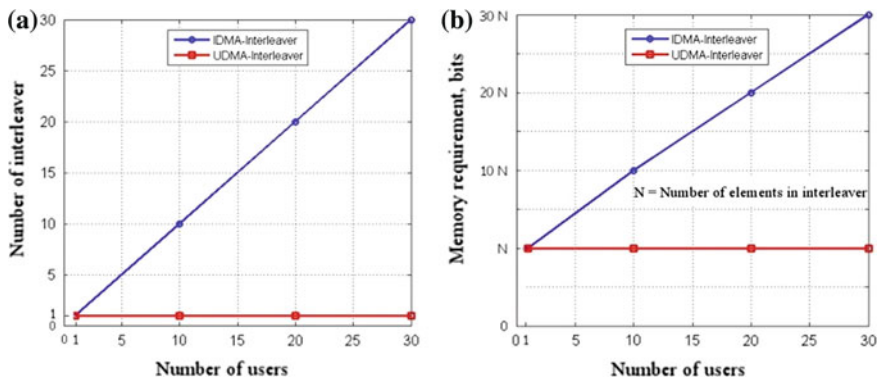 (a)
Number of interleaver
30
25
20
15
10
5
1
0
IDMA-Interleaver
UDMA-Interleaver
0 1 5 10 15 20 25 30
Number of users
(b)
Memory requirement, bits
30 N
20 N
10 N
N
0
IDMA-Interleaver
UDMA-Interleaver
N = Number of elements in interleaver
0 1 5 10 15 20 25 30
Number of users